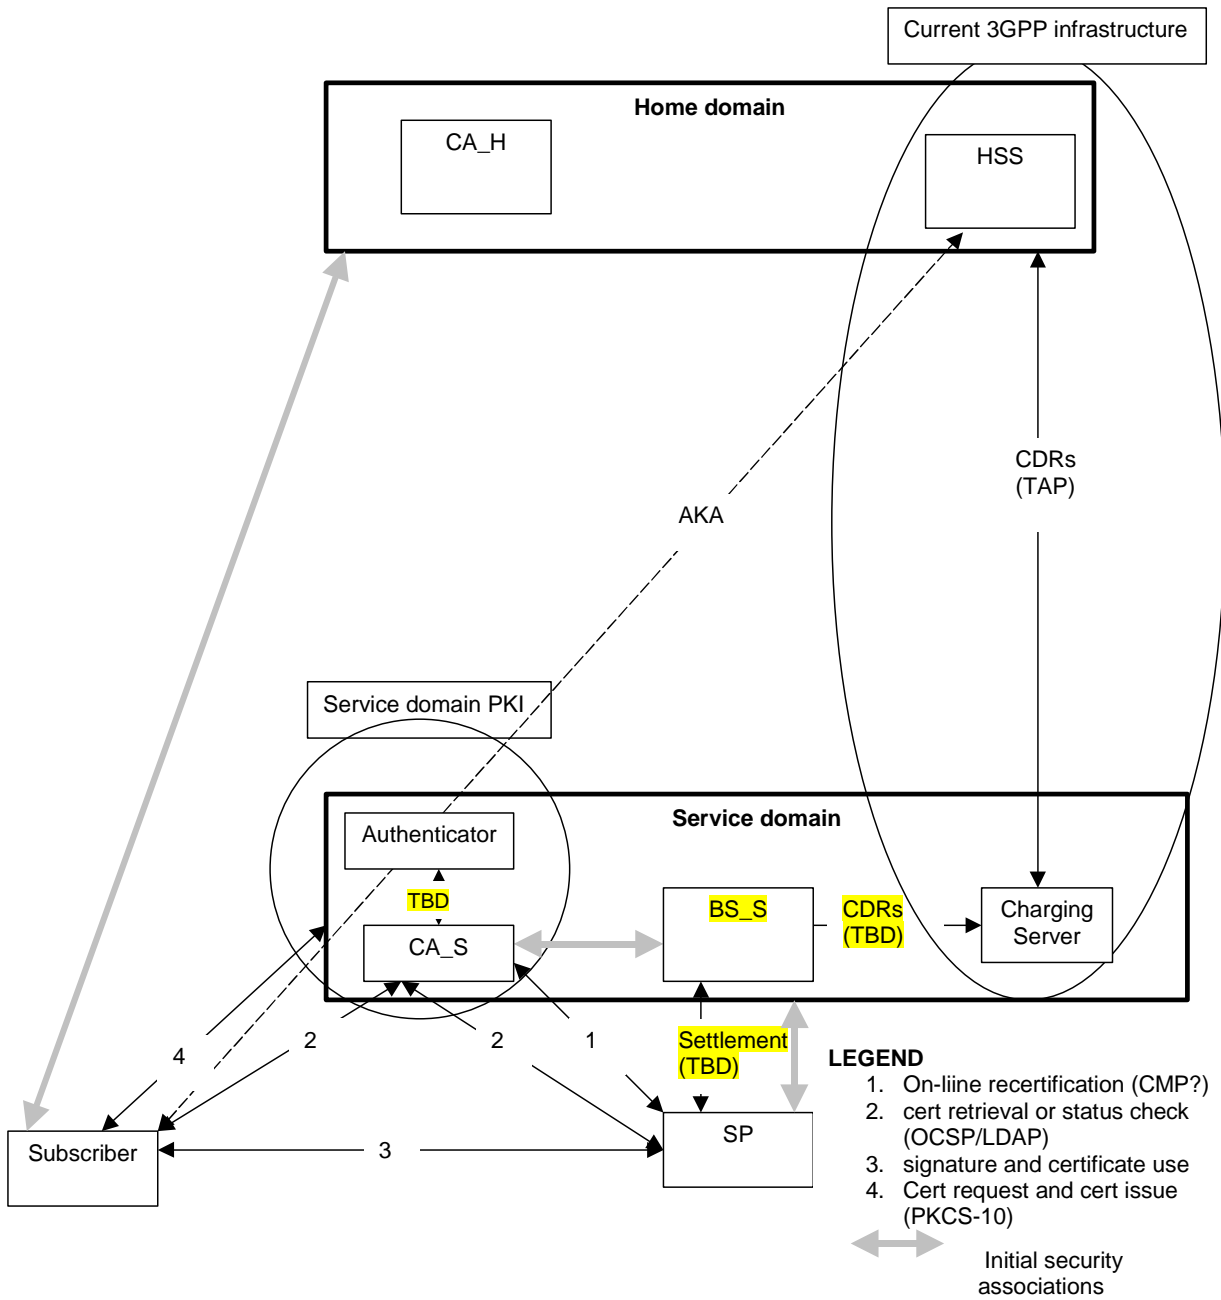 Current 3GPP infrastructure
Home domain
CA_H
HSS
CDRs
(TAP)
AKA
Service domain PKI
Service domain
Authenticator
TBD
CA_S
BS_S
CDRs
(TBD)
Charging
Server
4
2
2
1
Settlement
(TBD)
Subscriber
3
SP
LEGEND
1. On-liine recertification (CMP?)
2. cert retrieval or status check
(OCSP/LDAP)
3. signature and certificate use
4. Cert request and cert issue
(PKCS-10)
Initial security
associations